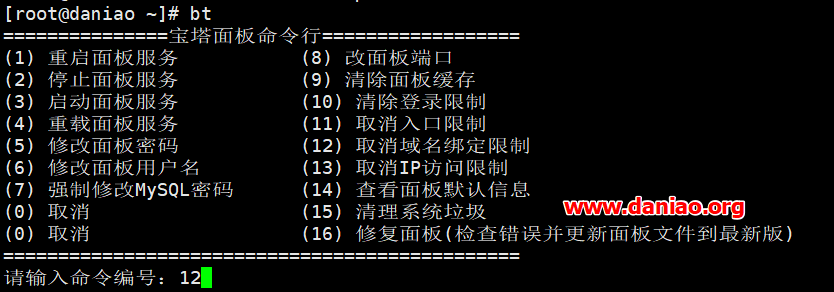 [root@daniao ~]# bt
===============宝塔面板命令行==================
(1) 重启面板服务 (8) 改面板端口
(2) 停止面板服务 (9) 清除面板缓存
(3) 启动面板服务 (10) 清除登录限制
(4) 重载面板服务 (11) 取消入口限制
(5) 修改面板密码 (12) 取消域名绑定限制
(6) 修改面板用户名 (13) 取消IP访问限制
(7) 强制修改MySQL密码 (14) 查看面板默认信息
(0) 取消 (15) 清理系统垃圾
www.daniao.org
(0) 取消 (16) 修复面板(检查错误并更新面板文件到最新版)
===============================================
请输入命令编号：12